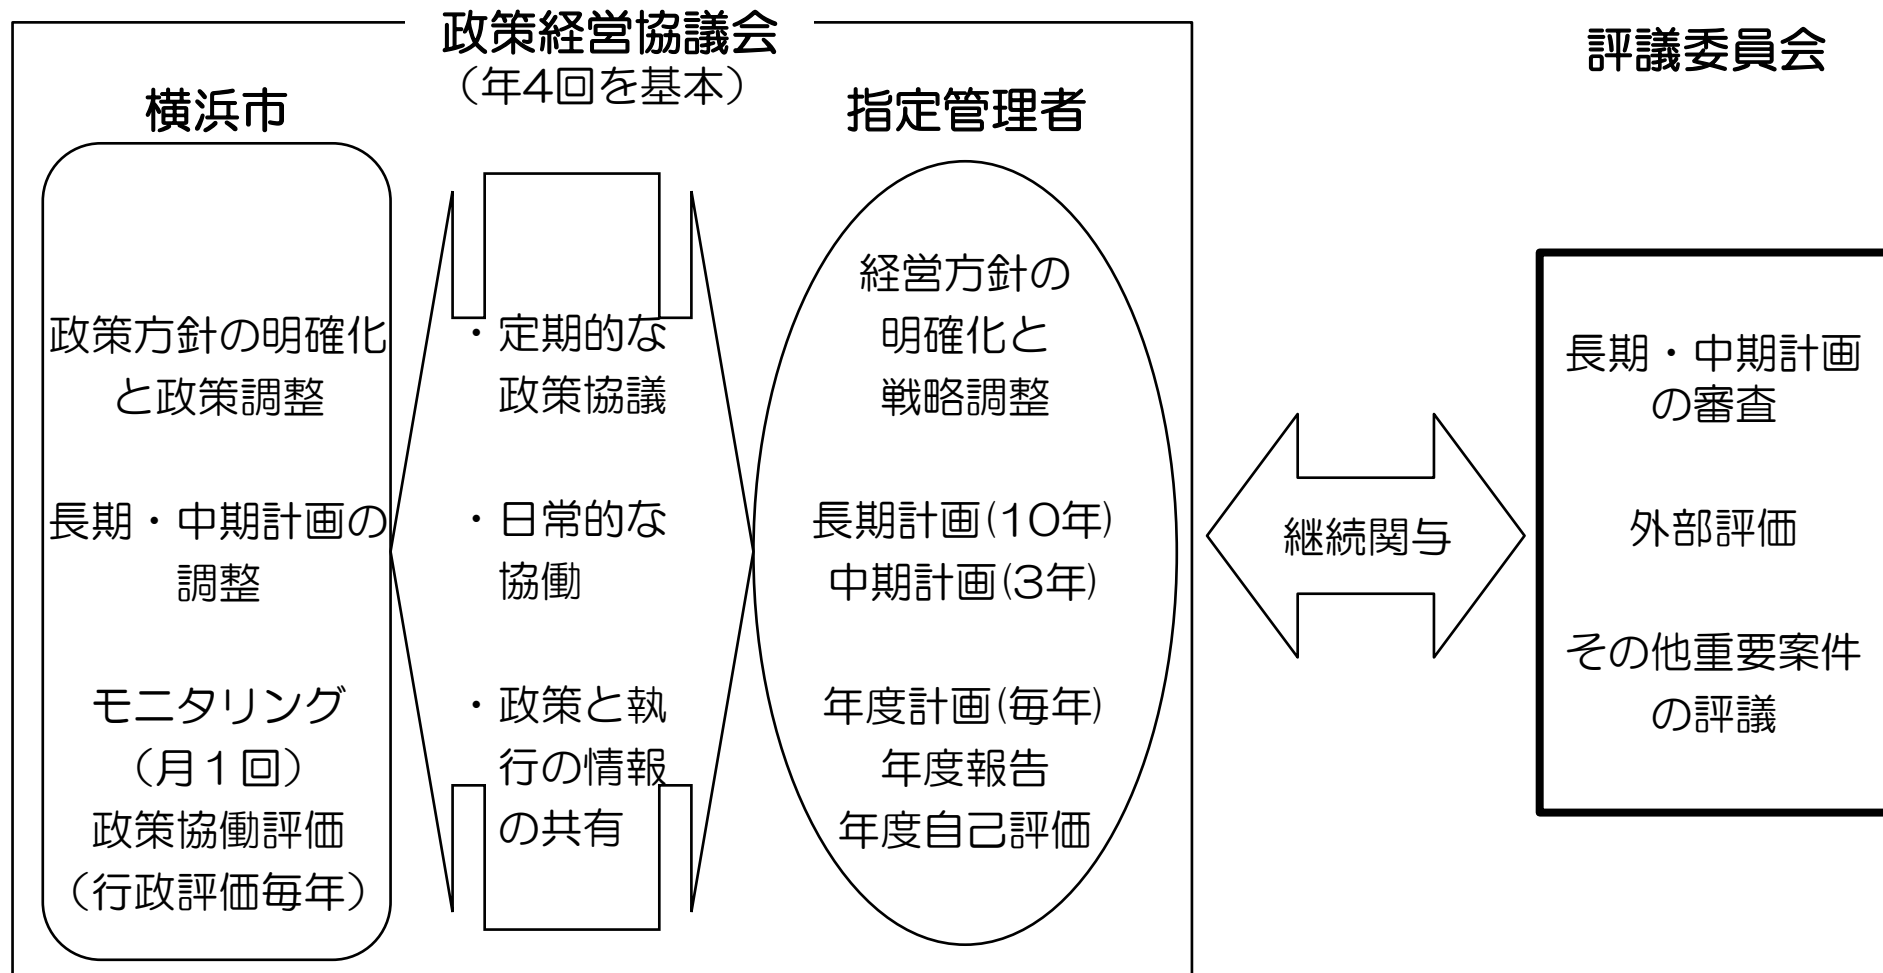 政策経営協議会
（年4回を基本）
横浜市
政策方針の明確化
と政策調整
長期・中期計画の
調整
モニタリング
（月１回）
政策協働評価
（行政評価毎年）
・定期的な
政策協議
・日常的な
協働
・政策と執
行の情報
の共有
指定管理者
経営方針の
明確化と
戦略調整
長期計画(10年)
中期計画(3年)
年度計画(毎年)
年度報告
年度自己評価
継続関与
評議委員会
長期・中期計画
の審査
外部評価
その他重要案件
の評議